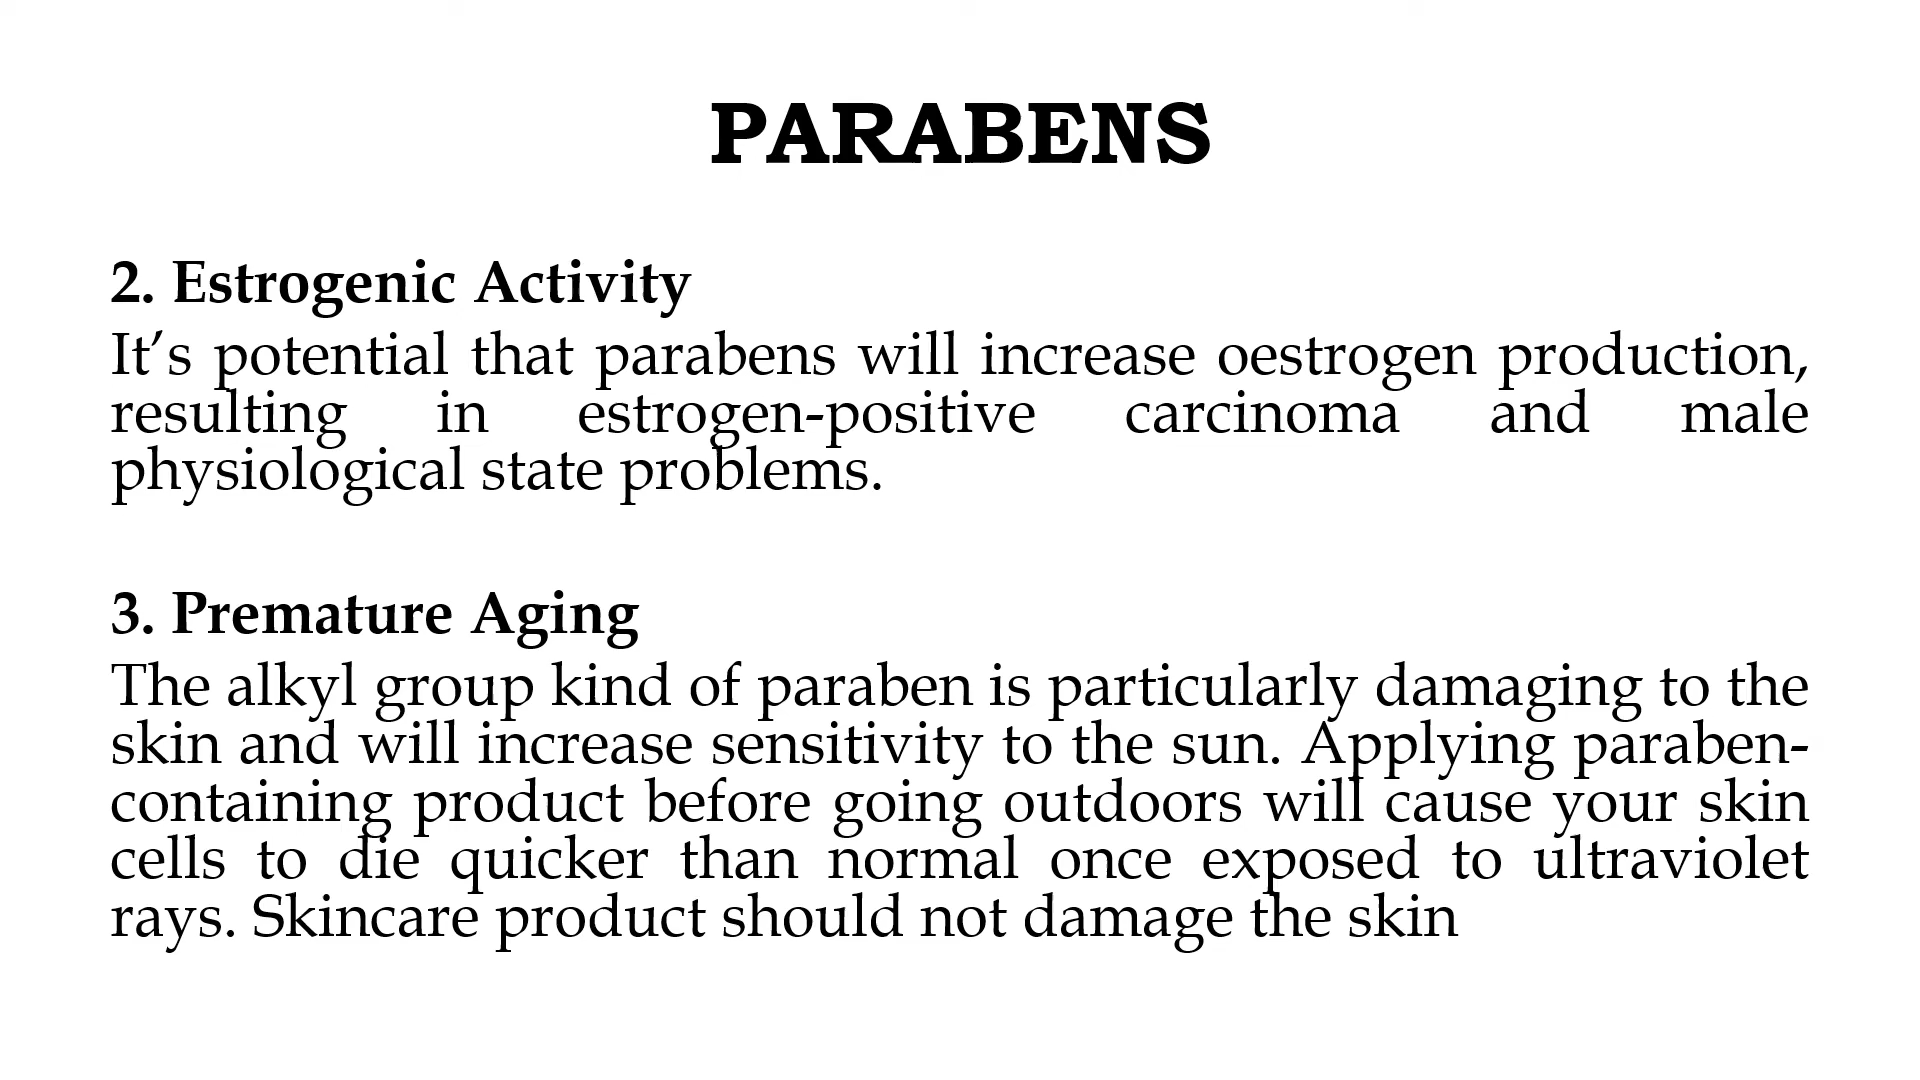 PARABENS
2. Estrogenic Activity
It’s potential that parabens will increase oestrogen production,
resulting in estrogen-positive carcinoma and male
physiological state problems.
3. Premature Aging
The alkyl group kind of paraben is particularly damaging to the
skin and will increase sensitivity to the sun. Applying paraben-
containing product before going outdoors will cause your skin
cells to die quicker than normal once exposed to ultraviolet
rays. Skincare product should not damage the skin